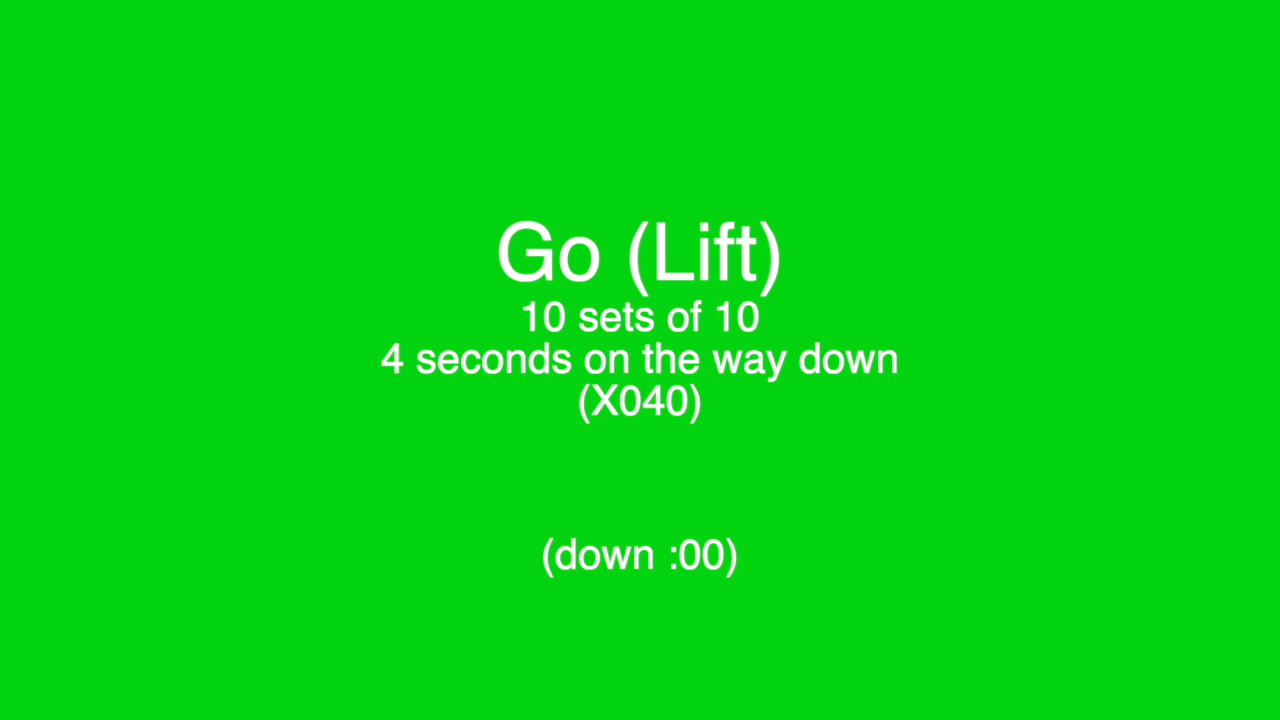 Go (Lift)
10 sets of 10
4 seconds on the way down
(X040)
(down :00)